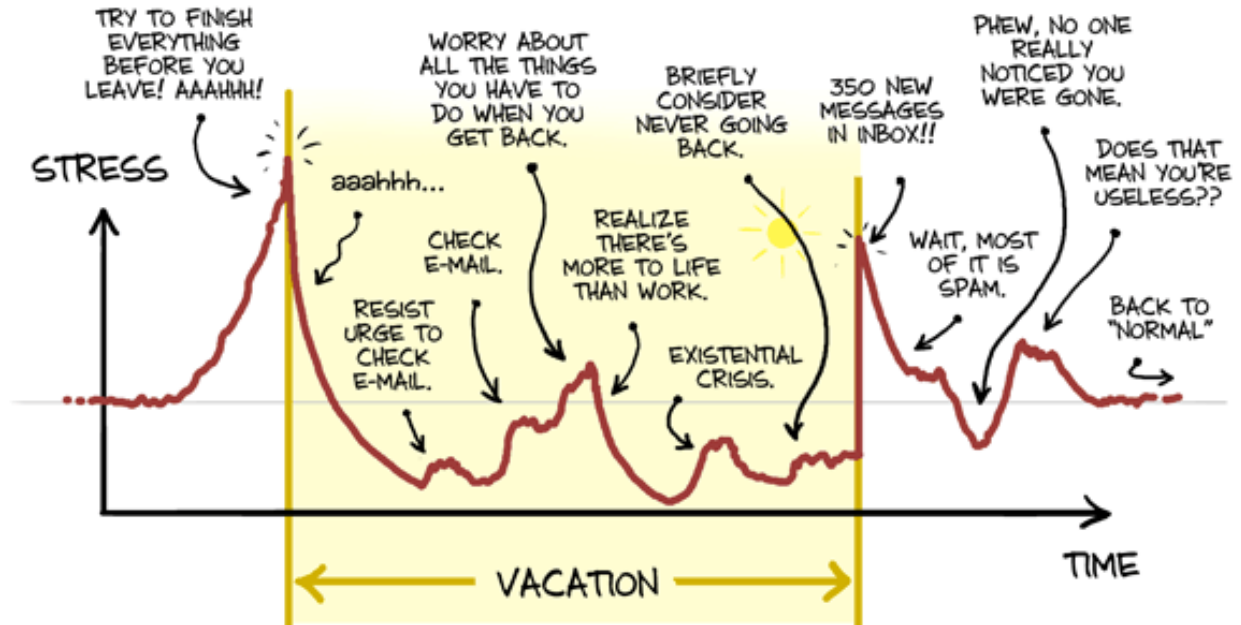 TRY TO FINISH
EVERYTHING
BEFORE YOU
LEAVE! AAAHHH!
STRESS
aaahhh...
RESIST
URGE TO
CHECK
E-MAIL.
CHECK
E-MAIL.
WORRY ABOUT
ALL THE THINGS
YOU HAVE TO
DO WHEN YOU
GET BACK.
REALIZE
THERE'S
MORE TO LIFE
THAN WORK.
EXISTENTIAL
CRISIS.
BRIEFLY
CONSIDER
NEVER GOING
BACK.
350 NEW
MESSAGES
IN INBOX!!
WAIT, MOST
OF IT IS
SPAM.
PHEW, NO ONE
REALLY
NOTICED YOU
WERE GONE.
DOES THAT
MEAN YOU'RE
USELESS??
BACK TO
"NORMAL"
VACATION
TIME